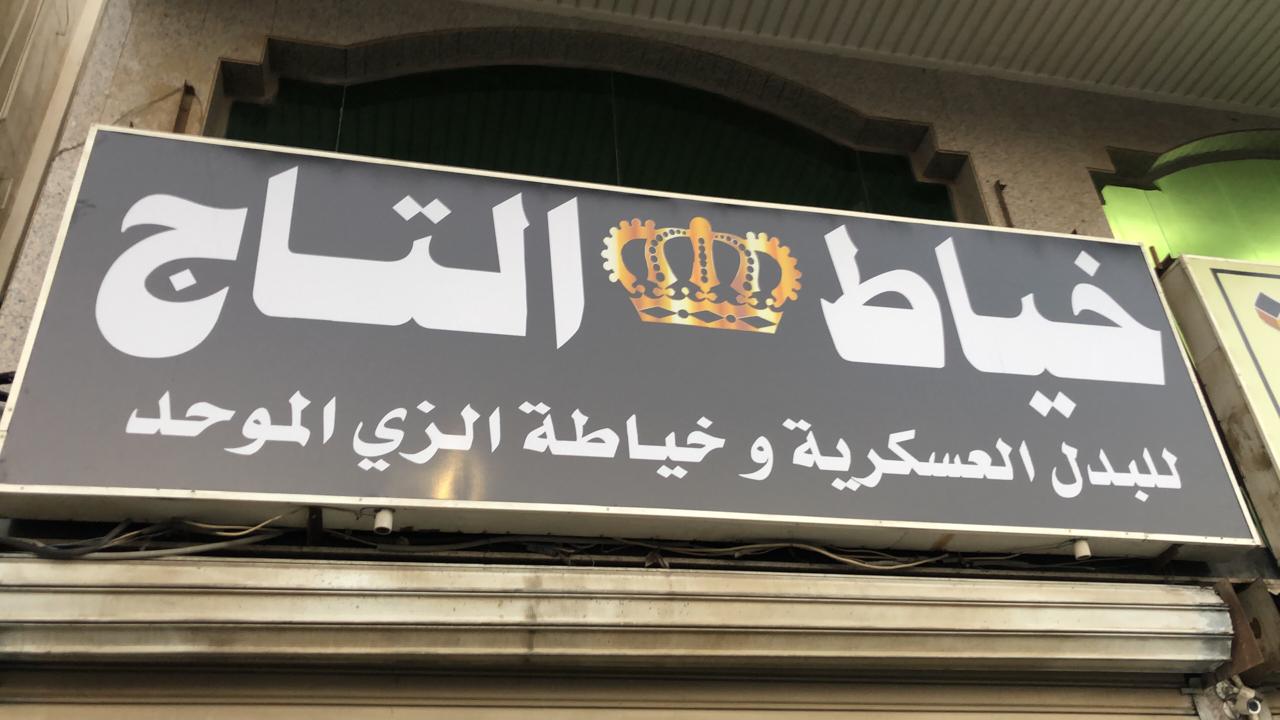 خياط التاج
للبدل العسكرية و خياطة الزي الموحد